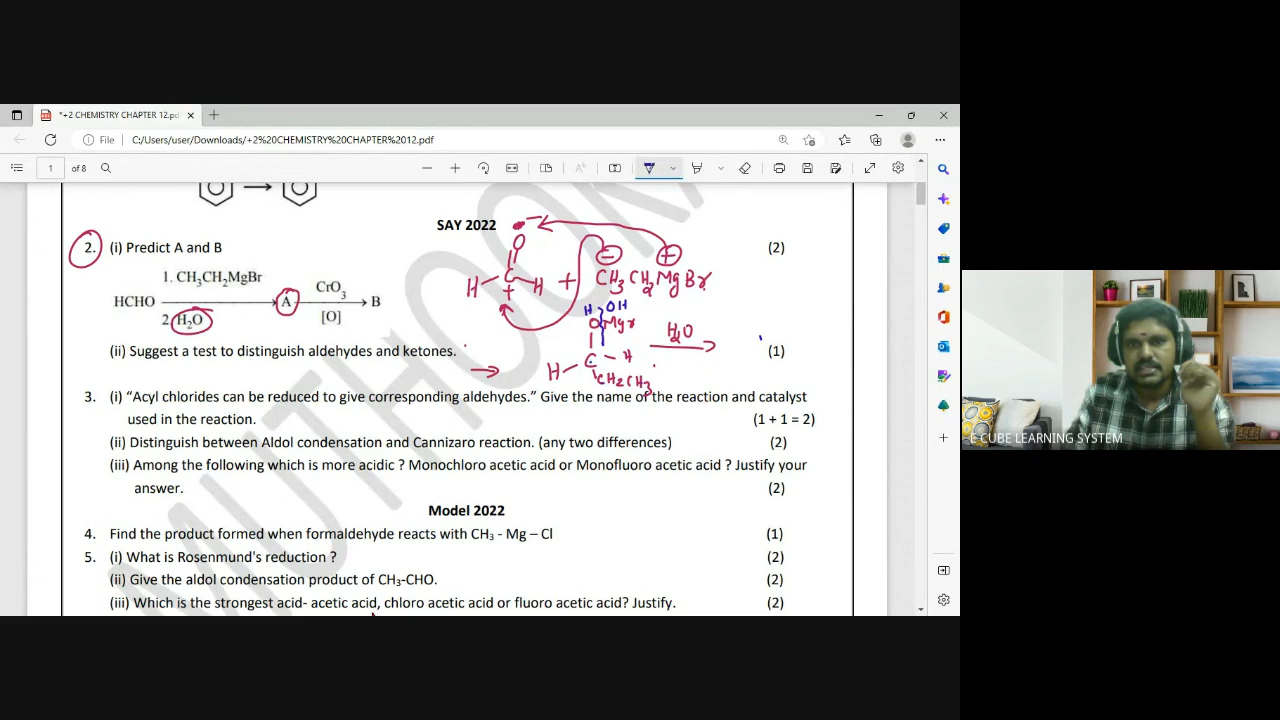 *+2 CHEMISTRY CHAPTER 12.pd
File C:/Users/user/Downloads/+2%20CHEMISTRY%20CHAPTER%2012.pdf
1 of 8
SAY 2022
2. (i) Predict A and B (2)
1. CH3CH2MgBr
HCHO A CrO3 B
2. H2O [O]
O
H C H + CH3CH2MgBr
+
H OH
H2O
H C H
CH2CH3
(ii) Suggest a test to distinguish aldehydes and ketones. (1)
3. (i) “Acyl chlorides can be reduced to give corresponding aldehydes.” Give the name of the reaction and catalyst
used in the reaction. (1 + 1 = 2)
(ii) Distinguish between Aldol condensation and Cannizaro reaction. (any two differences) (2)
(iii) Among the following which is more acidic ? Monochloro acetic acid or Monofluoro acetic acid ? Justify your
answer. (2)
Model 2022
4. Find the product formed when formaldehyde reacts with CH3 - Mg – Cl (1)
5. (i) What is Rosenmund's reduction ? (2)
(ii) Give the aldol condensation product of CH3-CHO. (2)
(iii) Which is the strongest acid- acetic acid, chloro acetic acid or fluoro acetic acid? Justify. (2)
E CUBE LEARNING SYSTEM